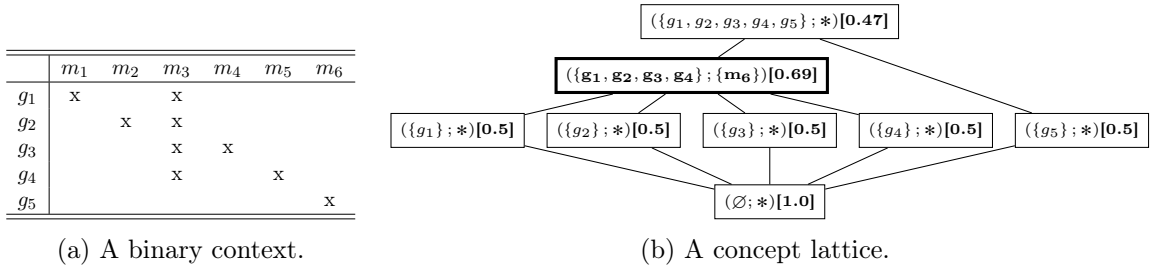 m₁ m₂ m₃ m₄ m₅ m₆
g₁ x x
g₂ x x
g₃ x x
g₄ x x
g₅ x
(a) A binary context.
({g₁, g₂, g₃, g₄, g₅} ; *)[0.47]
({g₁, g₂, g₃, g₄} ; {m₆})[0.69]
({g₁} ; *)[0.5] ({g₂} ; *)[0.5] ({g₃} ; *)[0.5] ({g₄} ; *)[0.5] ({g₅} ; *)[0.5]
(∅; *)[1.0]
(b) A concept lattice.